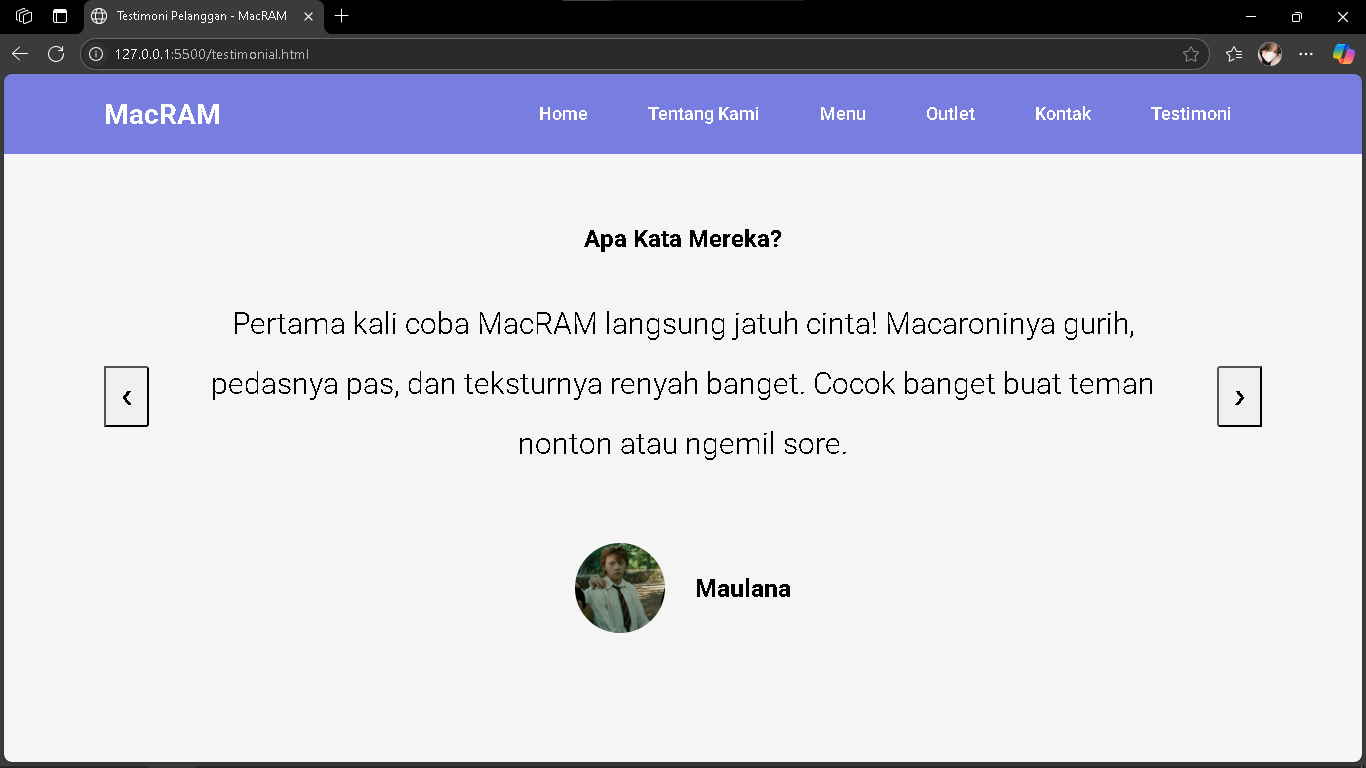 Testimoni Pelanggan - MacRAM
127.0.0.1:5500/testimonial.html
MacRAM
Home Tentang Kami Menu Outlet Kontak Testimoni
Apa Kata Mereka?
Pertama kali coba MacRAM langsung jatuh cinta! Macaroninya gurih,
pedasnya pas, dan teksturnya renyah banget. Cocok banget buat teman
nonton atau ngemil sore.
‹ ›
Maulana